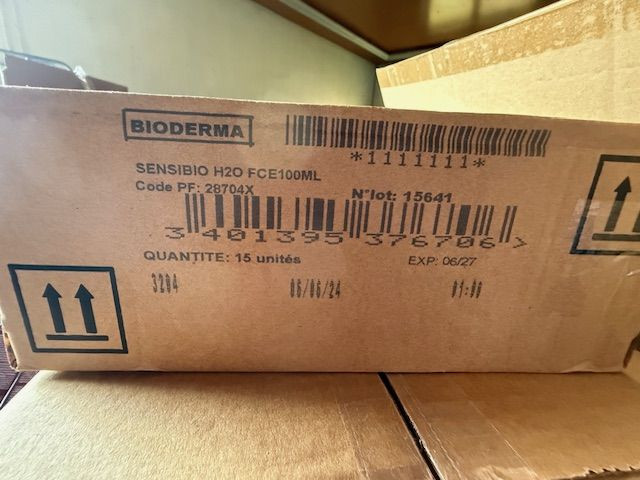 BIODERMA
*1111111*
SENSIBIO H2O FCE100ML
Code PF: 28704X
N°lot: 15641
3 401395 376706 >
QUANTITE: 15 unités
EXP: 06/27
3204 06/06/24 01:00